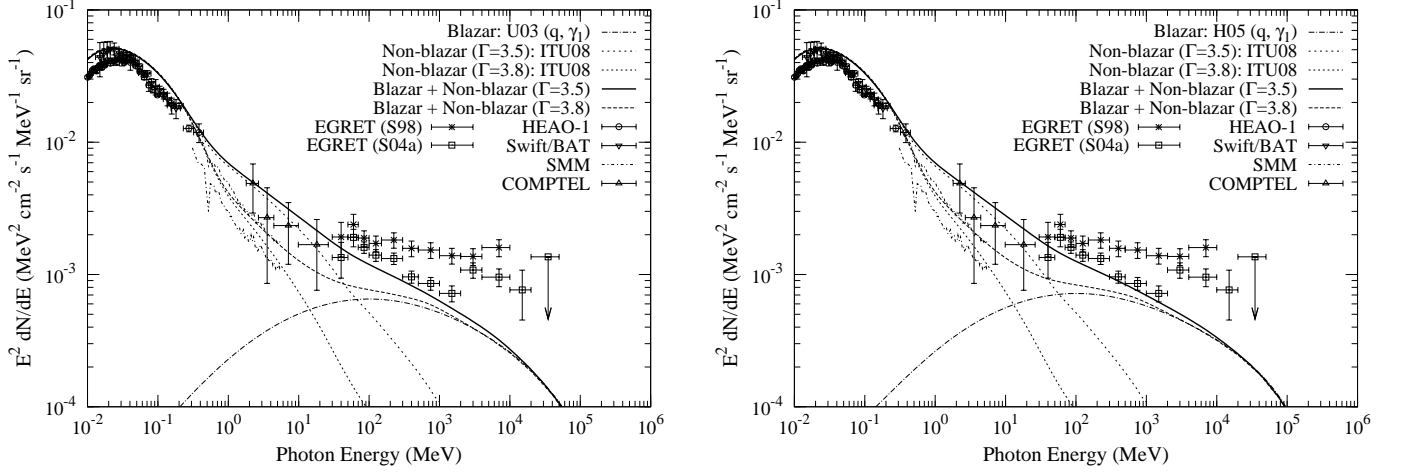 10^-1
10^-2
10^-3
10^-4
E^2 dN/dE (MeV^2 cm^-2 s^-1 MeV^-1 sr^-1)
Blazar: U03 (q, γ_1)
Non-blazar (Γ=3.5): ITU08
Non-blazar (Γ=3.8): ITU08
Blazar + Non-blazar (Γ=3.5)
Blazar + Non-blazar (Γ=3.8)
EGRET (S98) HEAO-1
EGRET (S04a) Swift/BAT
SMM
COMPTEL
10^-2 10^-1 10^0 10^1 10^2 10^3 10^4 10^5 10^6
Photon Energy (MeV)
10^-1
10^-2
10^-3
10^-4
E^2 dN/dE (MeV^2 cm^-2 s^-1 MeV^-1 sr^-1)
Blazar: H05 (q, γ_1)
Non-blazar (Γ=3.5): ITU08
Non-blazar (Γ=3.8): ITU08
Blazar + Non-blazar (Γ=3.5)
Blazar + Non-blazar (Γ=3.8)
EGRET (S98) HEAO-1
EGRET (S04a) Swift/BAT
SMM
COMPTEL
10^-2 10^-1 10^0 10^1 10^2 10^3 10^4 10^5 10^6
Photon Energy (MeV)